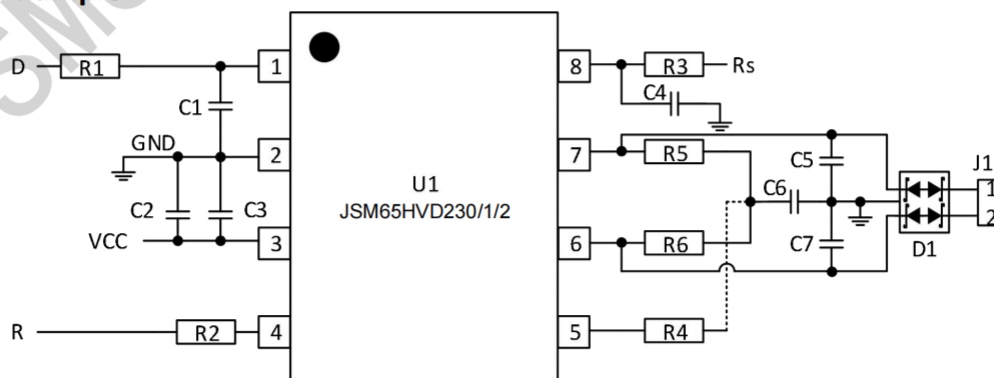 D R1 1 8 R3 Rs
C1 C4
GND 2 7 R5 C5 J1
U1 C6 1
JSM65HVD230/1/2 2
C2 C3
VCC 3 6 R6 C7 D1
R R2 4 5 R4